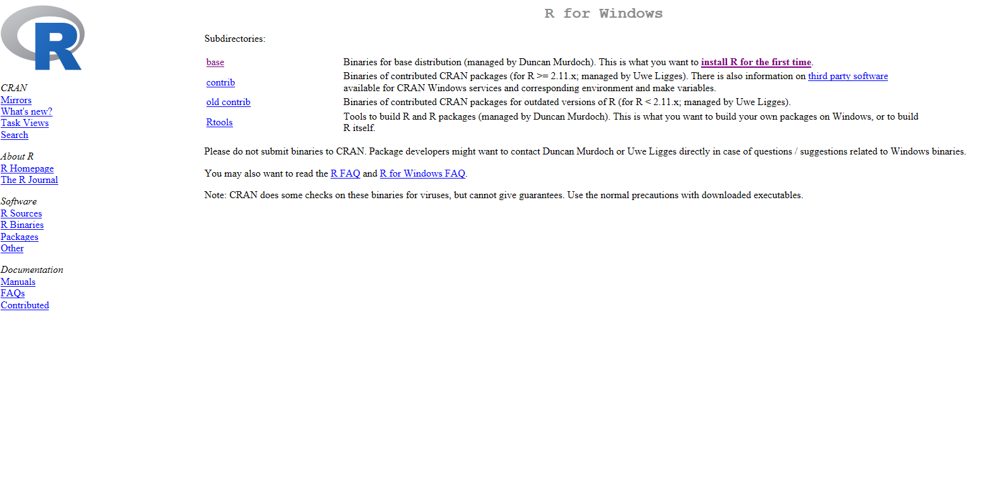 R
CRAN
Mirrors
What's new?
Task Views
Search
About R
R Homepage
The R Journal
Software
R Sources
R Binaries
Packages
Other
Documentation
Manuals
FAQs
Contributed
R for Windows
Subdirectories:
base Binaries for base distribution (managed by Duncan Murdoch). This is what you want to install R for the first time.
contrib Binaries of contributed CRAN packages (for R >= 2.11.x; managed by Uwe Ligges). There is also information on third party software
available for CRAN Windows services and corresponding environment and make variables.
old contrib Binaries of contributed CRAN packages for outdated versions of R (for R < 2.11.x; managed by Uwe Ligges).
Rtools Tools to build R and R packages (managed by Duncan Murdoch). This is what you want to build your own packages on Windows, or to build
R itself.
Please do not submit binaries to CRAN. Package developers might want to contact Duncan Murdoch or Uwe Ligges directly in case of questions / suggestions related to Windows binaries.
You may also want to read the R FAQ and R for Windows FAQ.
Note: CRAN does some checks on these binaries for viruses, but cannot give guarantees. Use the normal precautions with downloaded executables.